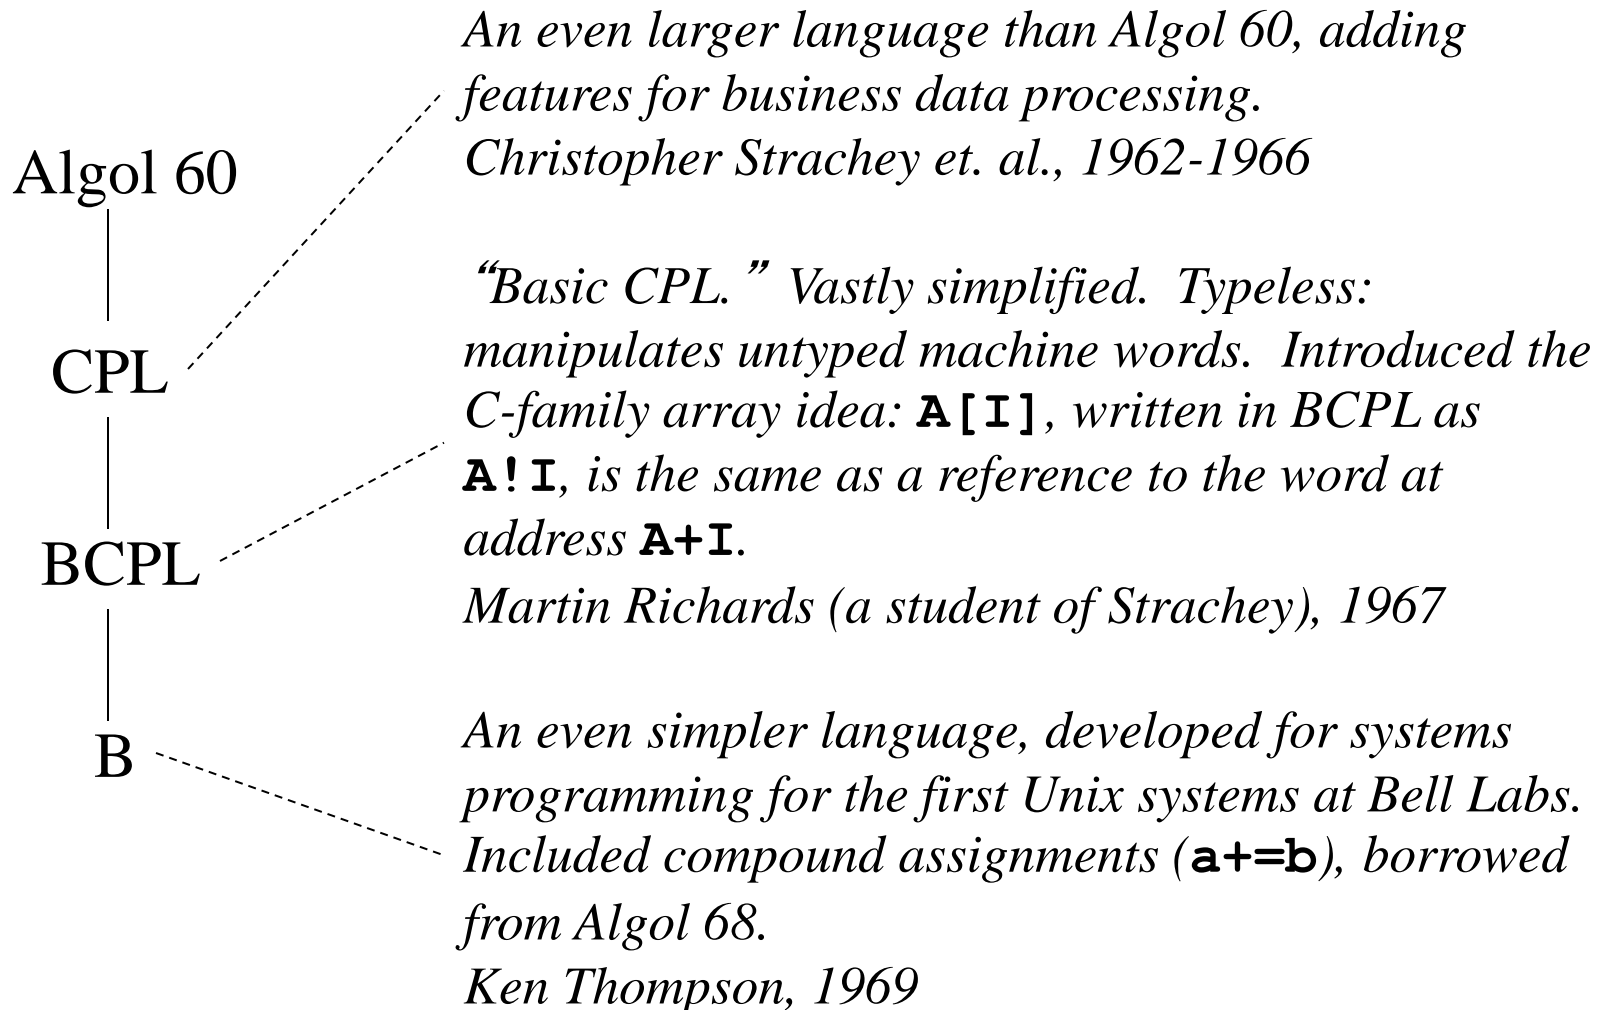 An even larger language than Algol 60, adding
features for business data processing.
Christopher Strachey et. al., 1962-1966
Algol 60
“Basic CPL.” Vastly simplified. Typeless:
manipulates untyped machine words. Introduced the
CPL
C-family array idea: A[I], written in BCPL as
A!I, is the same as a reference to the word at
address A+I.
BCPL
Martin Richards (a student of Strachey), 1967
An even simpler language, developed for systems
B
programming for the first Unix systems at Bell Labs.
Included compound assignments (a+=b), borrowed
from Algol 68.
Ken Thompson, 1969